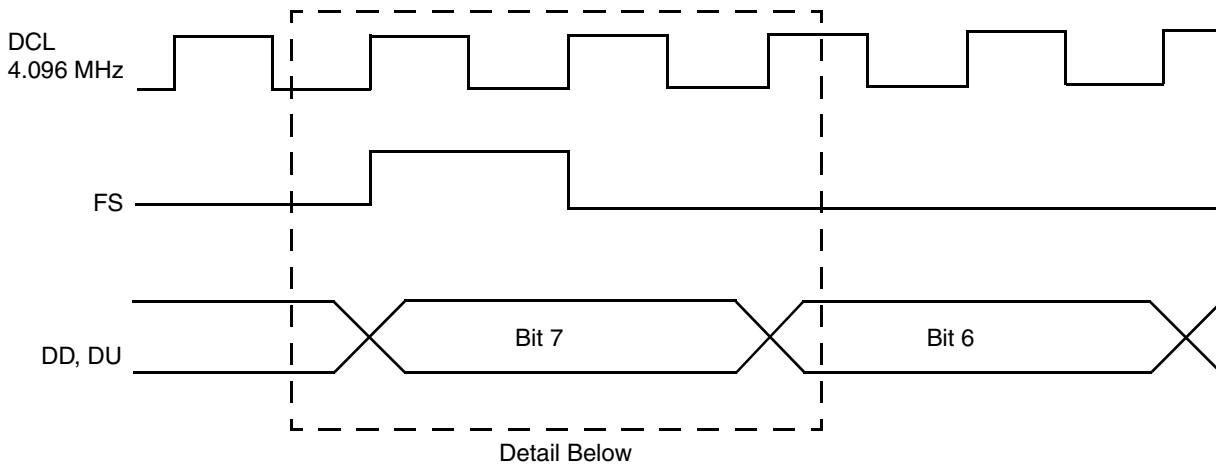 DCL
4.096 MHz
FS
DD, DU
Bit 7
Bit 6
Detail Below